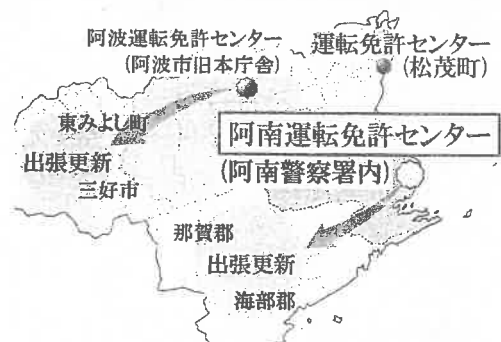 阿波運転免許センター
(阿波市旧本庁舎)
運転免許センター
(松茂町)
東みよし町
出張更新
三好市
阿南運転免許センター
(阿南警察署内)
那賀郡
出張更新
海部郡